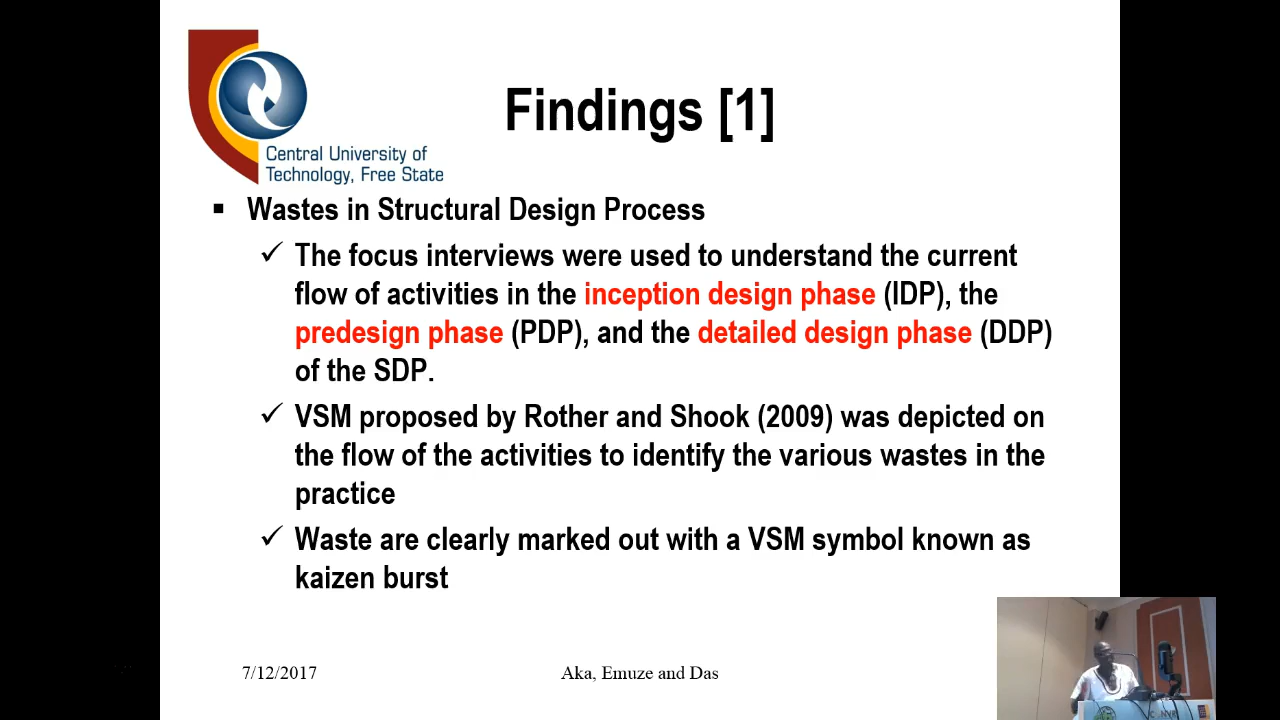 Findings [1]
Central University of
Technology, Free State
Wastes in Structural Design Process
The focus interviews were used to understand the current
flow of activities in the inception design phase (IDP), the
predesign phase (PDP), and the detailed design phase (DDP)
of the SDP.
VSM proposed by Rother and Shook (2009) was depicted on
the flow of the activities to identify the various wastes in the
practice
Waste are clearly marked out with a VSM symbol known as
kaizen burst
7/12/2017
Aka, Emuze and Das